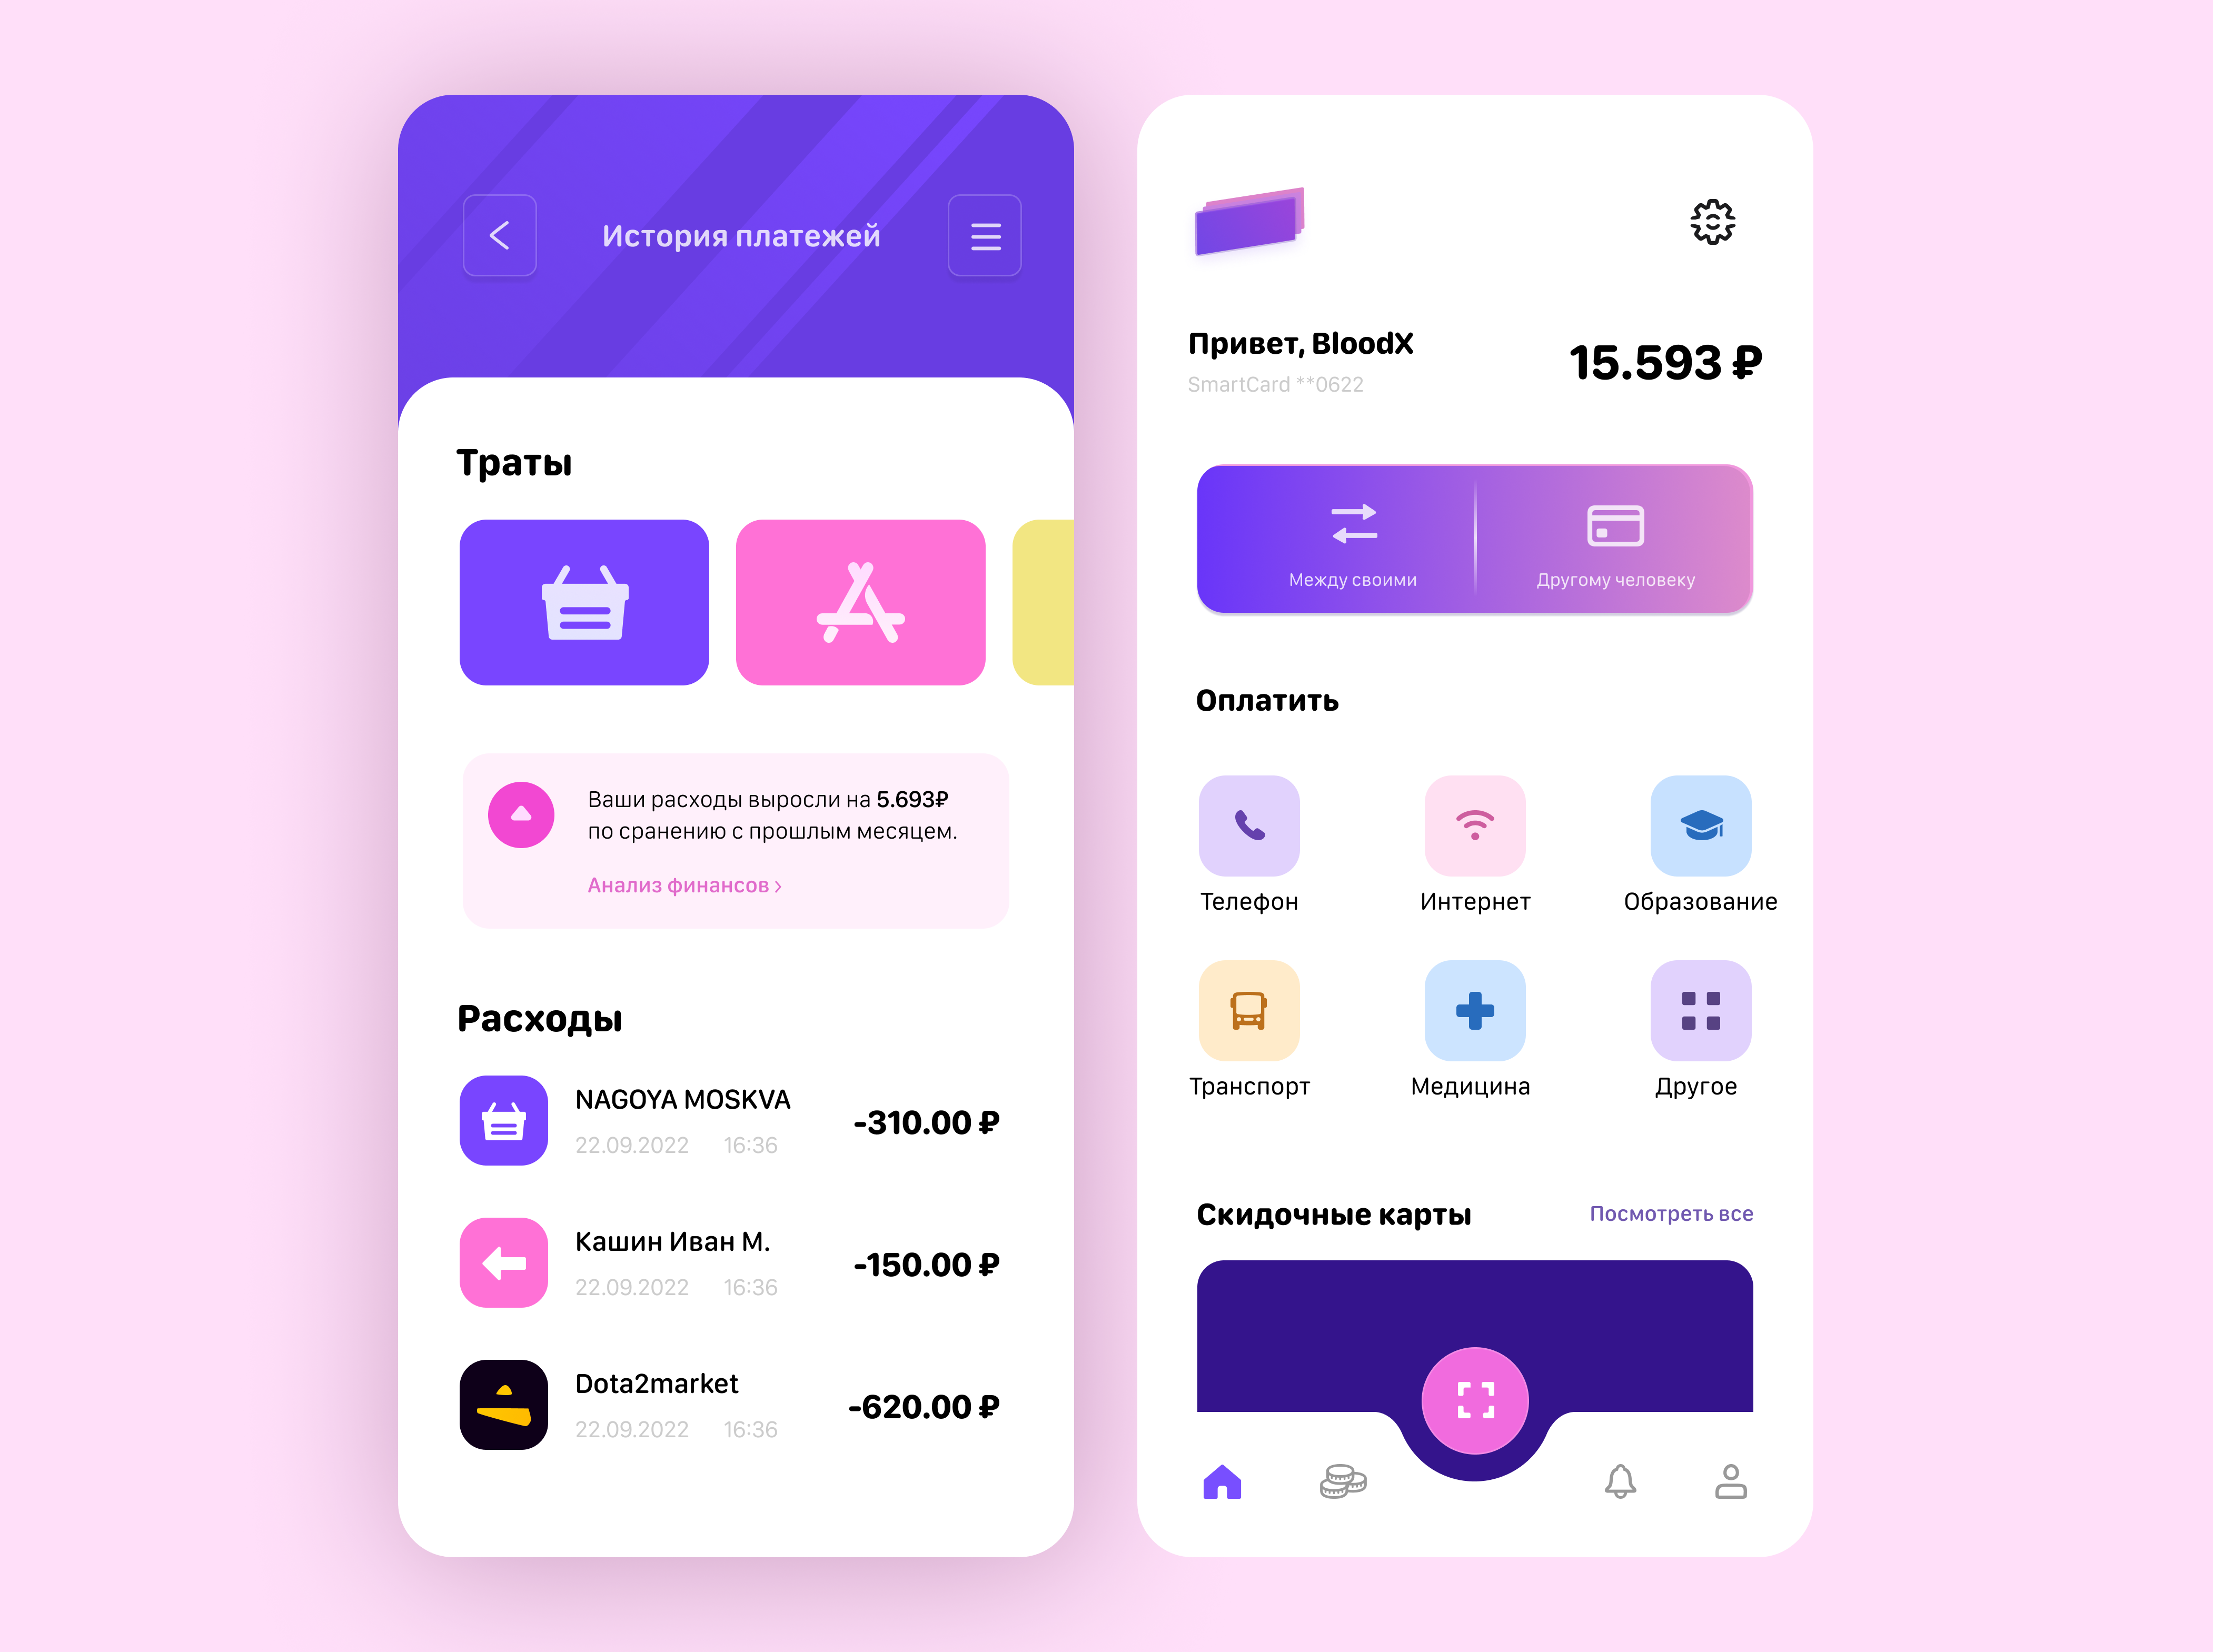 История платежей
Траты
Ваши расходы выросли на 5.693₽
по сранению с прошлым месяцем.
Анализ финансов ›
Расходы
NAGOYA MOSKVA
22.09.2022 16:36
-310.00 ₽
Кашин Иван М.
22.09.2022 16:36
-150.00 ₽
Dota2market
22.09.2022 16:36
-620.00 ₽
Привет, BloodX
SmartCard **0622
15.593 ₽
Между своими
Другому человеку
Оплатить
Телефон
Интернет
Образование
Транспорт
Медицина
Другое
Скидочные карты
Посмотреть все